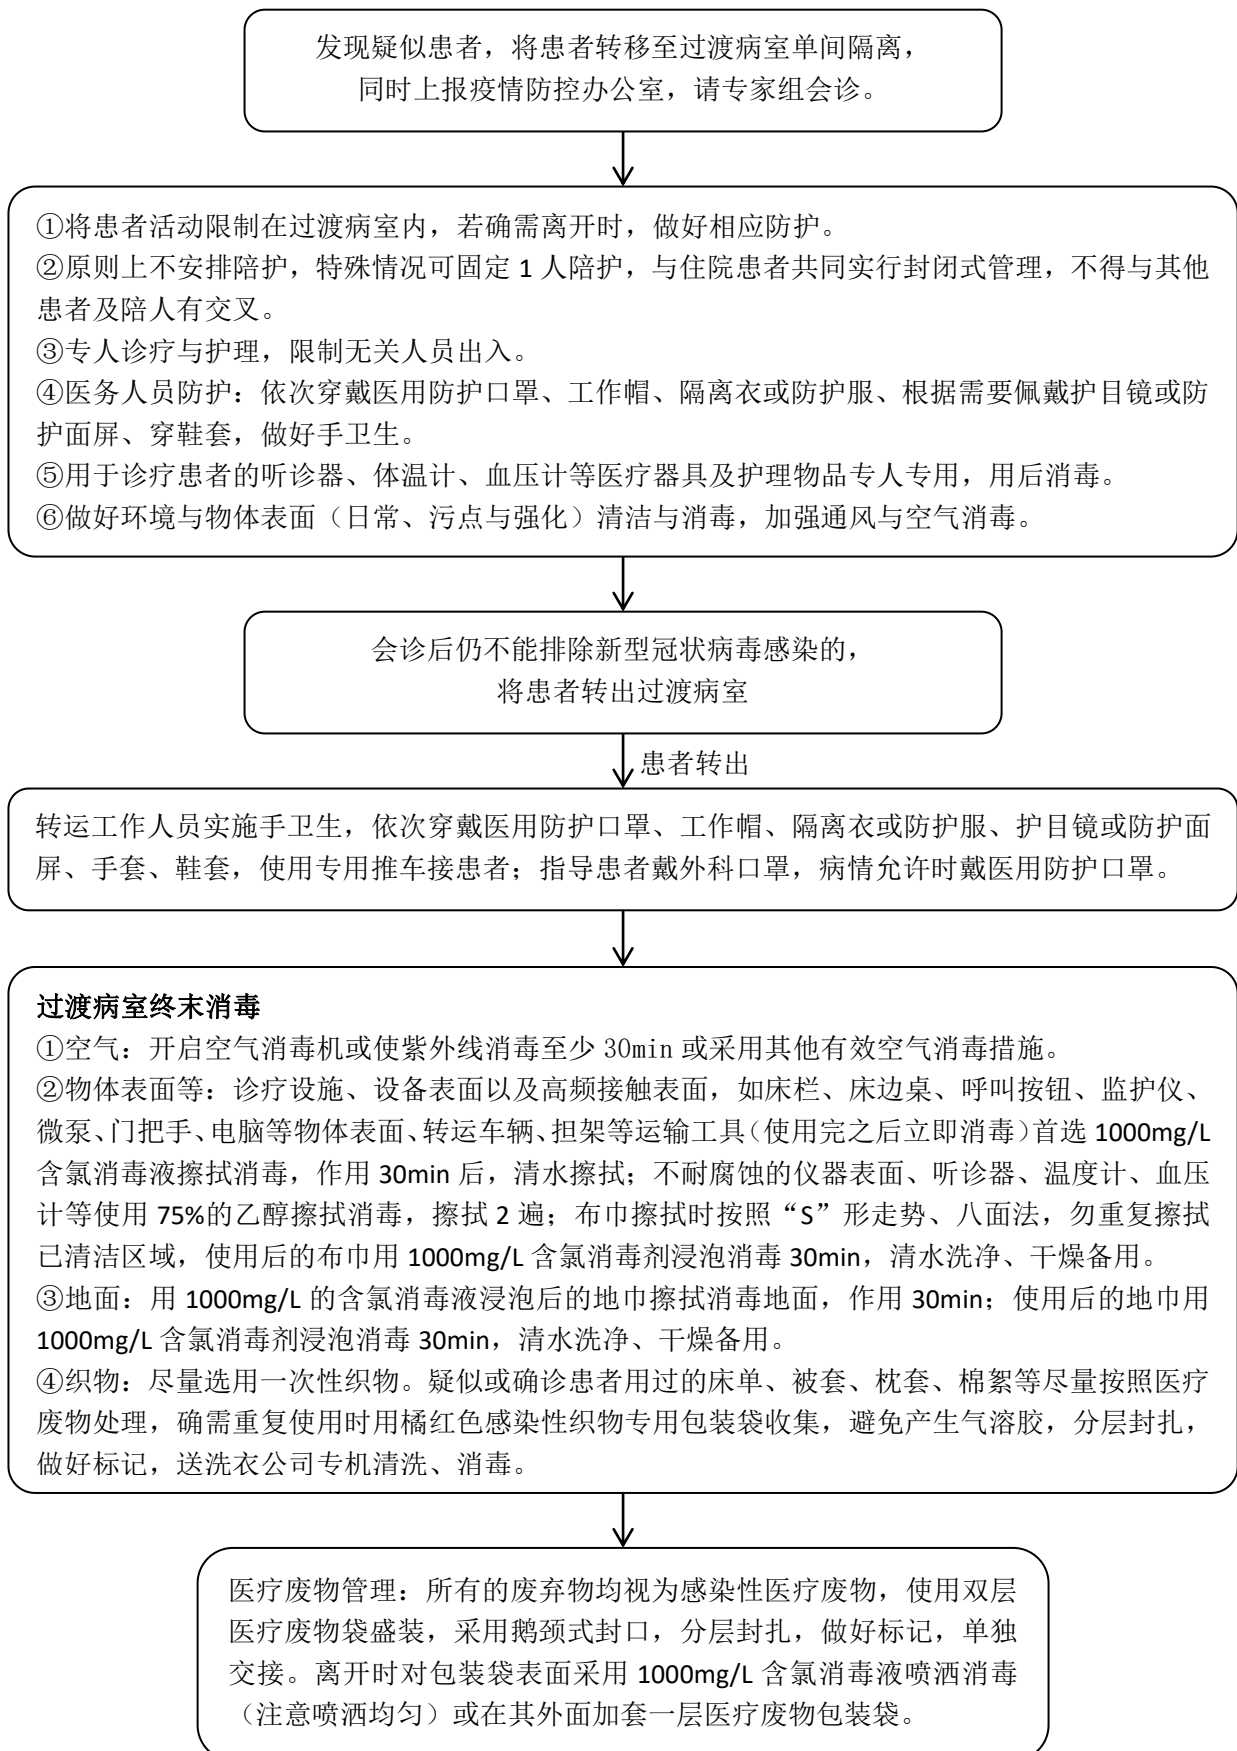 发现疑似患者，将患者转移至过渡病室单间隔离，
同时上报疫情防控办公室，请专家组会诊。
①将患者活动限制在过渡病室内，若确需离开时，做好相应防护。
②原则上不安排陪护，特殊情况可固定 1 人陪护，与住院患者共同实行封闭式管理，不得与其他
患者及陪人有交叉。
③专人诊疗与护理，限制无关人员出入。
④医务人员防护：依次穿戴医用防护口罩、工作帽、隔离衣或防护服、根据需要佩戴护目镜或防
护面屏、穿鞋套，做好手卫生。
⑤用于诊疗患者的听诊器、体温计、血压计等医疗器具及护理物品专人专用，用后消毒。
⑥做好环境与物体表面（日常、污点与强化）清洁与消毒，加强通风与空气消毒。
会诊后仍不能排除新型冠状病毒感染的，
将患者转出过渡病室
患者转出
转运工作人员实施手卫生，依次穿戴医用防护口罩、工作帽、隔离衣或防护服、护目镜或防护面
屏、手套、鞋套，使用专用推车接患者；指导患者戴外科口罩，病情允许时戴医用防护口罩。
过渡病室终末消毒
①空气：开启空气消毒机或使紫外线消毒至少 30min 或采用其他有效空气消毒措施。
②物体表面等：诊疗设施、设备表面以及高频接触表面，如床栏、床边桌、呼叫按钮、监护仪、
微泵、门把手、电脑等物体表面、转运车辆、担架等运输工具（使用完之后立即消毒）首选 1000mg/L
含氯消毒液擦拭消毒，作用 30min 后，清水擦拭；不耐腐蚀的仪器表面、听诊器、温度计、血压
计等使用 75%的乙醇擦拭消毒，擦拭 2 遍；布巾擦拭时按照“S”形走势、八面法，勿重复擦拭
已清洁区域，使用后的布巾用 1000mg/L 含氯消毒剂浸泡消毒 30min，清水洗净、干燥备用。
③地面：用 1000mg/L 的含氯消毒液浸泡后的地巾擦拭消毒地面，作用 30min；使用后的地巾用
1000mg/L 含氯消毒剂浸泡消毒 30min，清水洗净、干燥备用。
④织物：尽量选用一次性织物。疑似或确诊患者用过的床单、被套、枕套、棉絮等尽量按照医疗
废物处理，确需重复使用时用橘红色感染性织物专用包装袋收集，避免产生气溶胶，分层封扎，
做好标记，送洗衣公司专机清洗、消毒。
医疗废物管理：所有的废弃物均视为感染性医疗废物，使用双层
医疗废物袋盛装，采用鹅颈式封口，分层封扎，做好标记，单独
交接。离开时对包装袋表面采用 1000mg/L 含氯消毒液喷洒消毒
（注意喷洒均匀）或在其外面加套一层医疗废物包装袋。